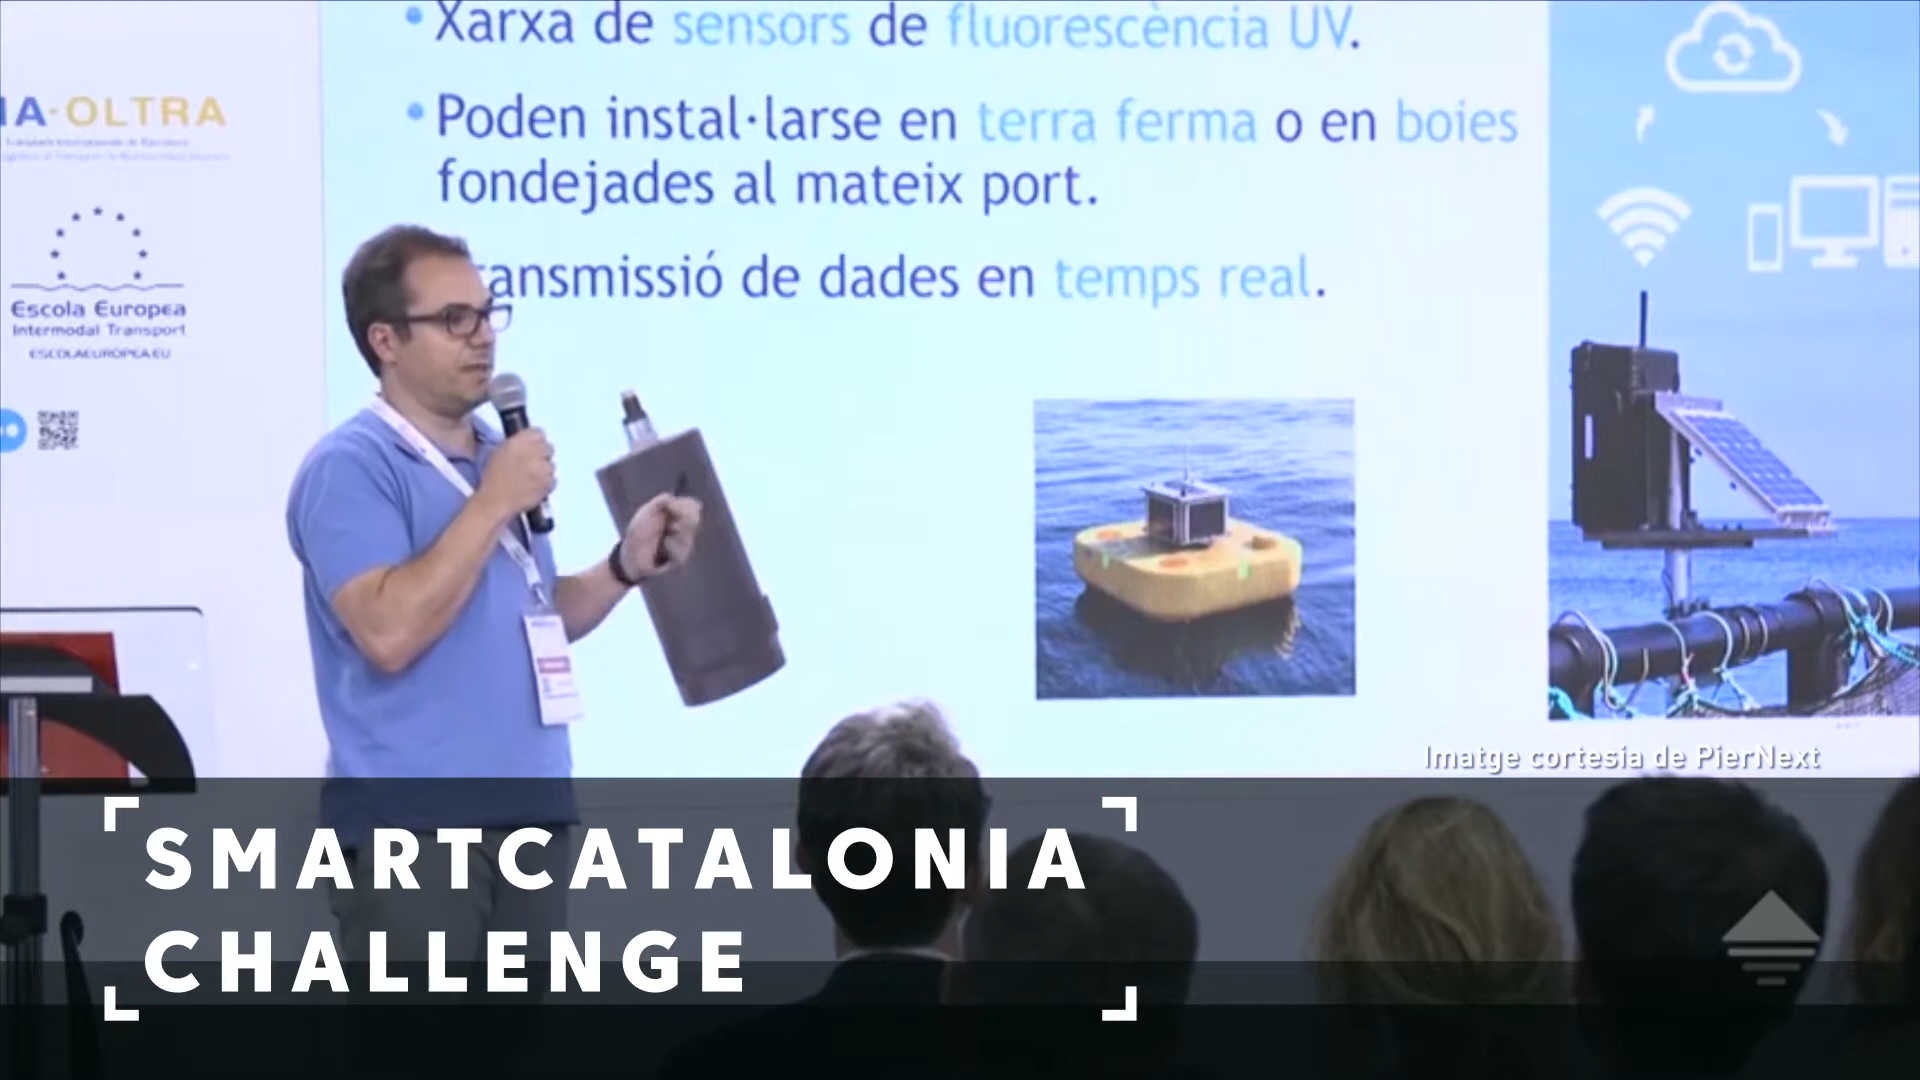 Xarxa de sensors de fluorescència UV.
Poden instal·larse en terra ferma o en boies
fondejades al mateix port.
ansmissió de dades en temps real.
IA·OLTRA
Escola Europea
Intermodal Transport
ESCOLAEUROPEA.EU
Imatge cortesia de PierNext
SMARTCATALONIA
CHALLENGE